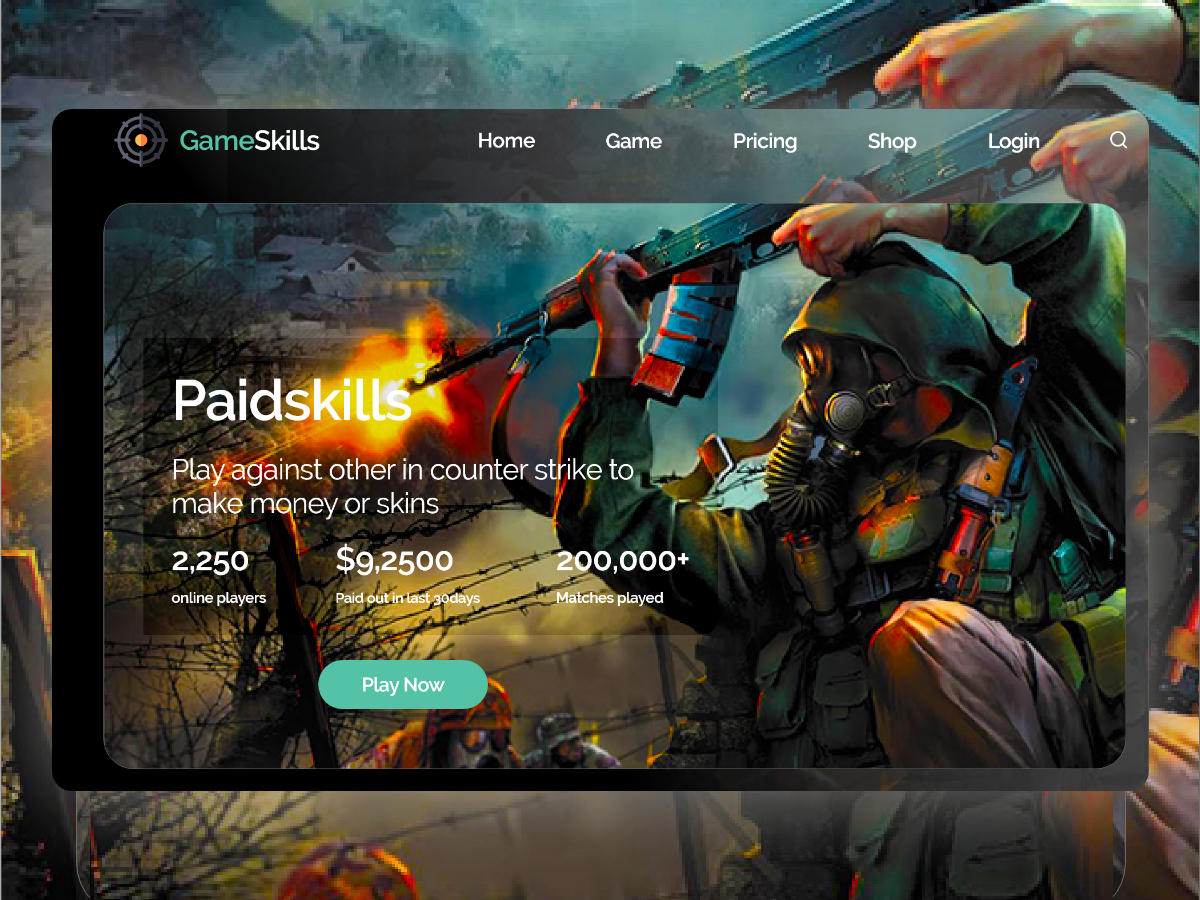 GameSkills
Home
Game
Pricing
Shop
Login
Paidskills
Play against other in counter strike to
make money or skins
2,250
$9,2500
200,000+
online players
Paid out in last 30days
Matches played
Play Now